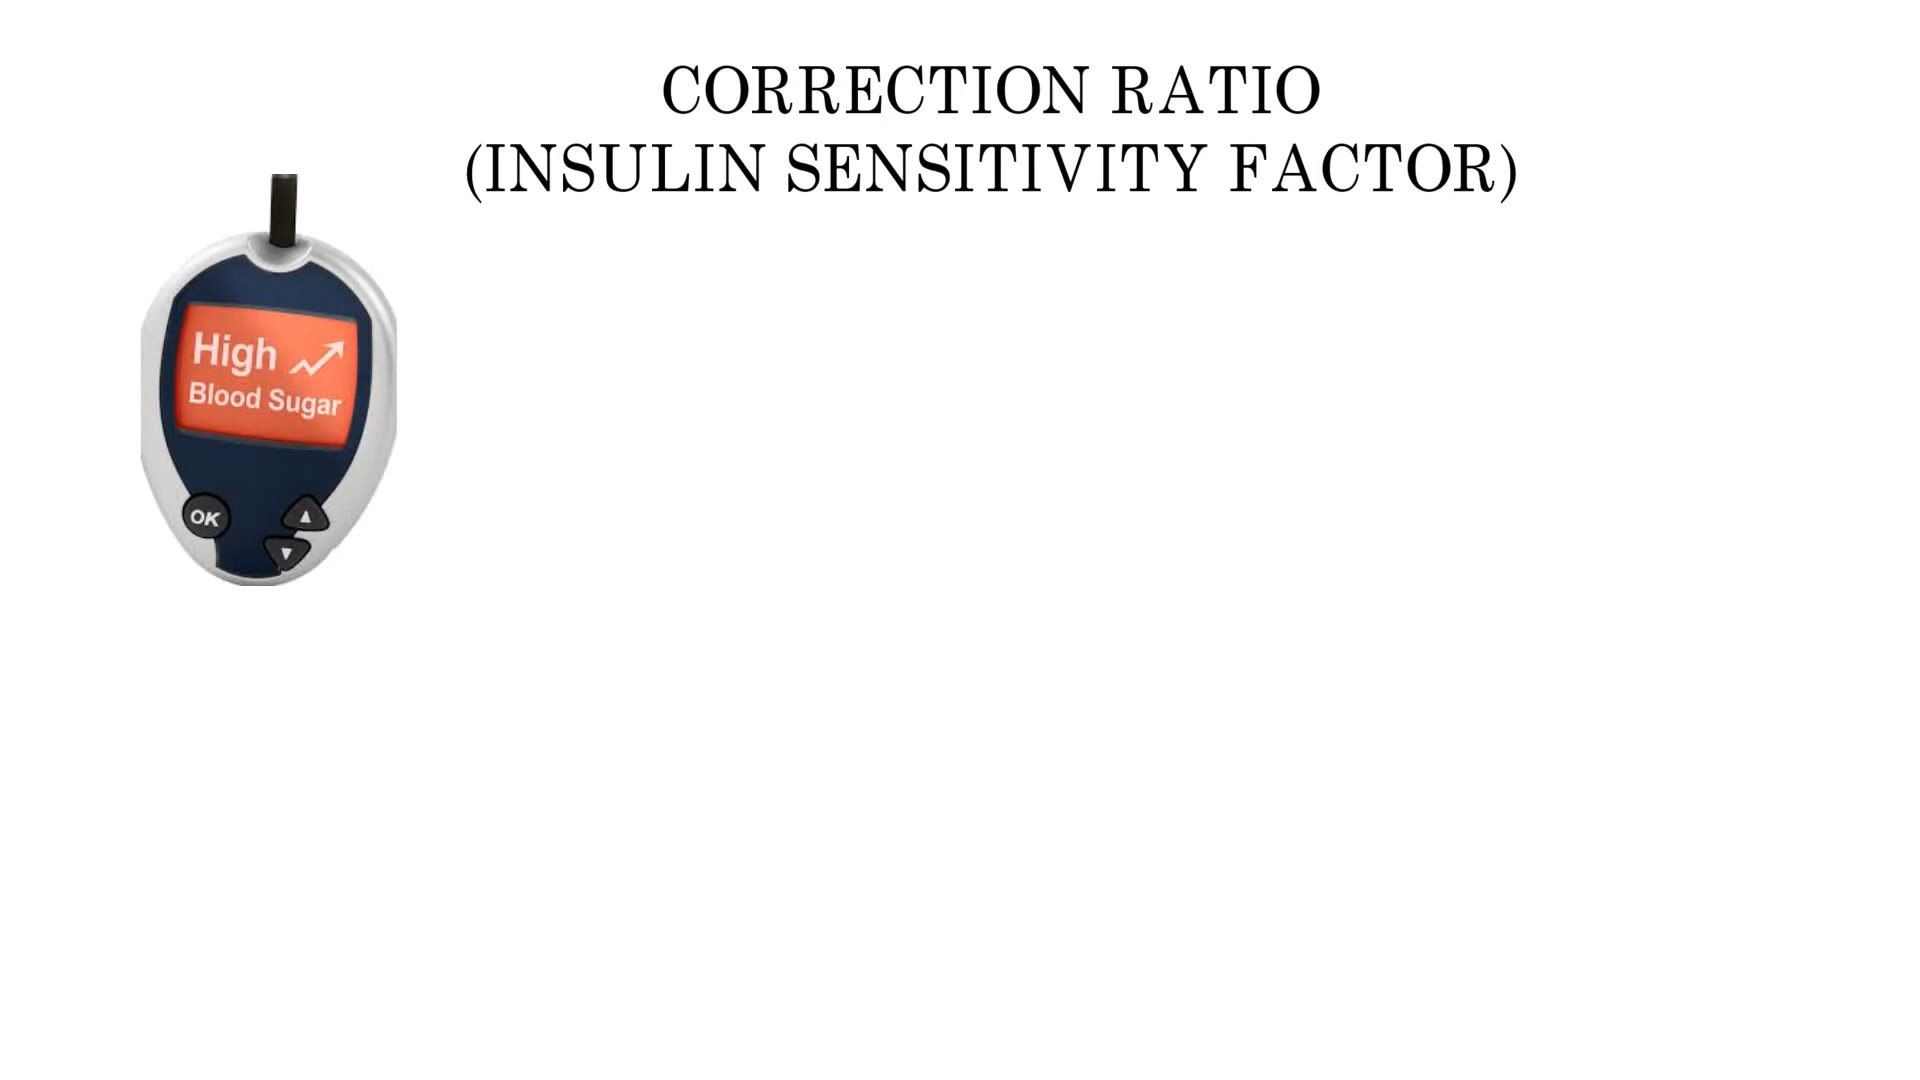 CORRECTION RATIO
(INSULIN SENSITIVITY FACTOR)
High
Blood Sugar
OK